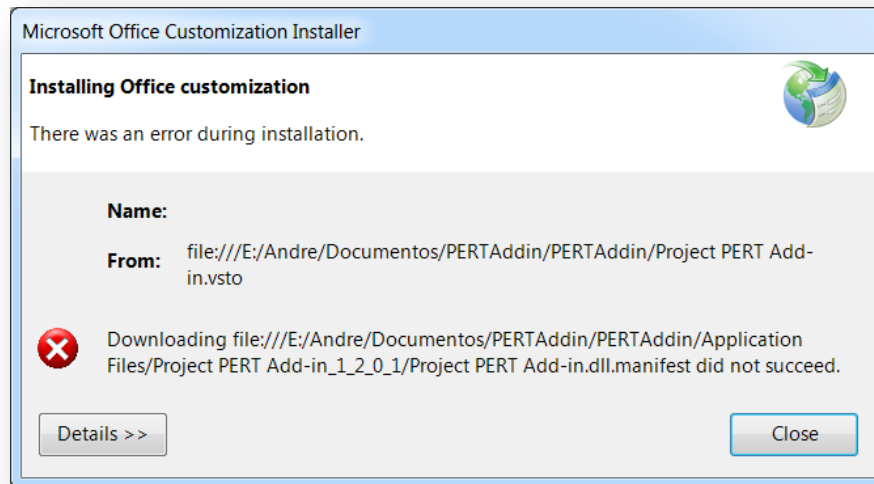 Microsoft Office Customization Installer
Installing Office customization
There was an error during installation.
Name:
From: file:///E:/Andre/Documentos/PERTAddin/PERTAddin/Project PERT Add-
in.vsto
Downloading file:///E:/Andre/Documentos/PERTAddin/PERTAddin/Application
Files/Project PERT Add-in_1_2_0_1/Project PERT Add-in.dll.manifest did not succeed.
Details >>
Close